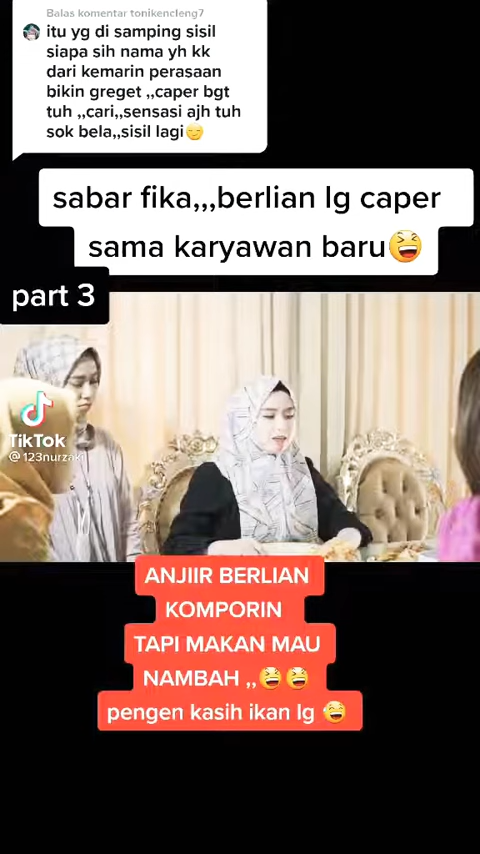 Balas komentar tonikencleng7
itu yg di samping sisil
siapa sih nama yh kk
dari kemarin perasaan
bikin greget ,,caper bgt
tuh ,,cari,,sensasi ajh tuh
sok bela,,sisil lagi😏
sabar fika,,,berlian lg caper
sama karyawan baru😆
part 3
TikTok
@123nurzaki
ANJIIR BERLIAN
KOMPORIN
TAPI MAKAN MAU
NAMBAH ,,😆😆
pengen kasih ikan lg 😅